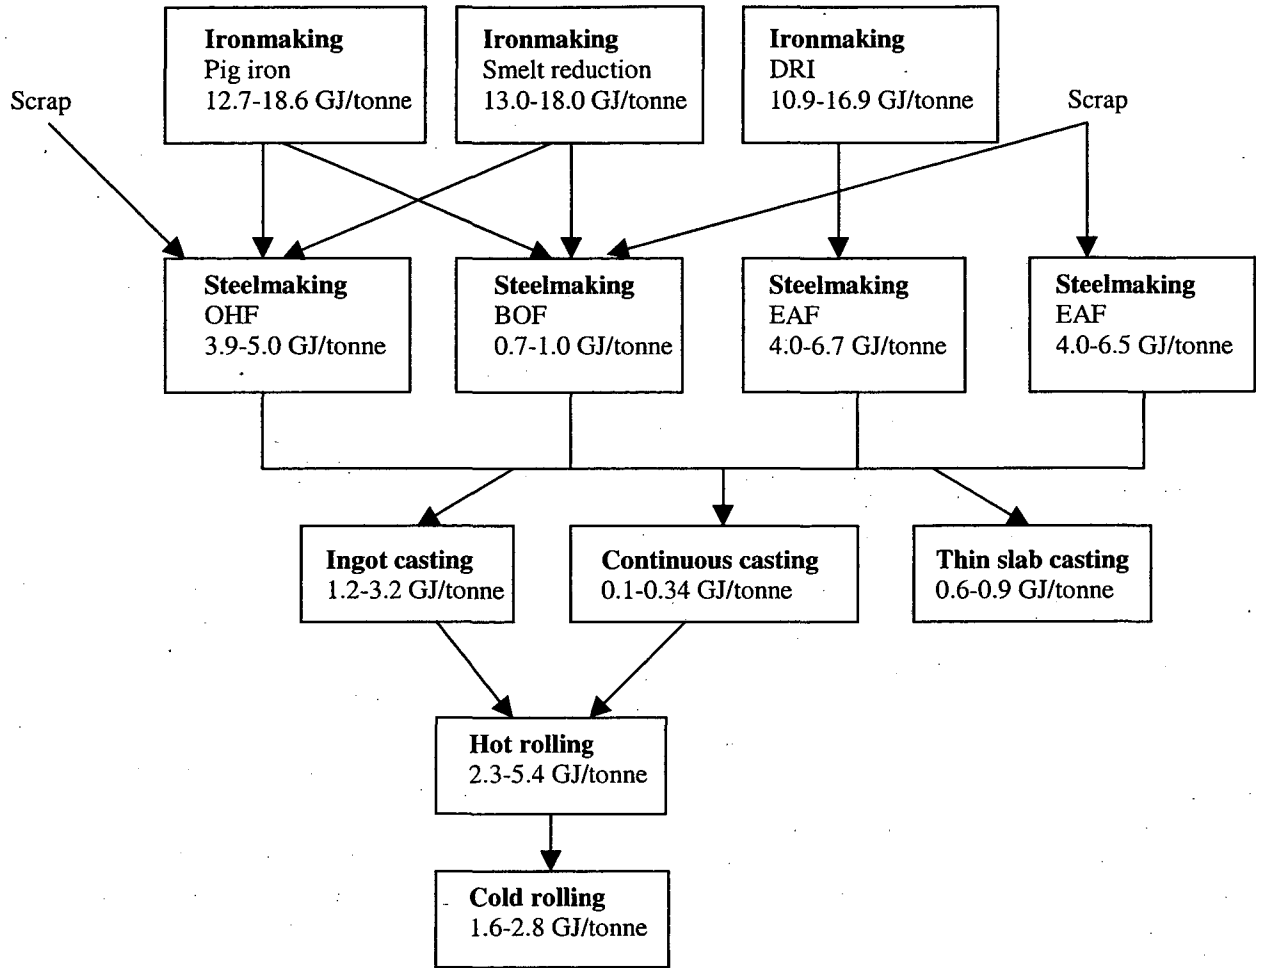 Ironmaking
Pig iron
12.7-18.6 GJ/tonne
Ironmaking
Smelt reduction
13.0-18.0 GJ/tonne
Ironmaking
DRI
10.9-16.9 GJ/tonne
Scrap
Scrap
Steelmaking
OHF
3.9-5.0 GJ/tonne
Steelmaking
BOF
0.7-1.0 GJ/tonne
Steelmaking
EAF
4.0-6.7 GJ/tonne
Steelmaking
EAF
4.0-6.5 GJ/tonne
Ingot casting
1.2-3.2 GJ/tonne
Continuous casting
0.1-0.34 GJ/tonne
Thin slab casting
0.6-0.9 GJ/tonne
Hot rolling
2.3-5.4 GJ/tonne
Cold rolling
1.6-2.8 GJ/tonne